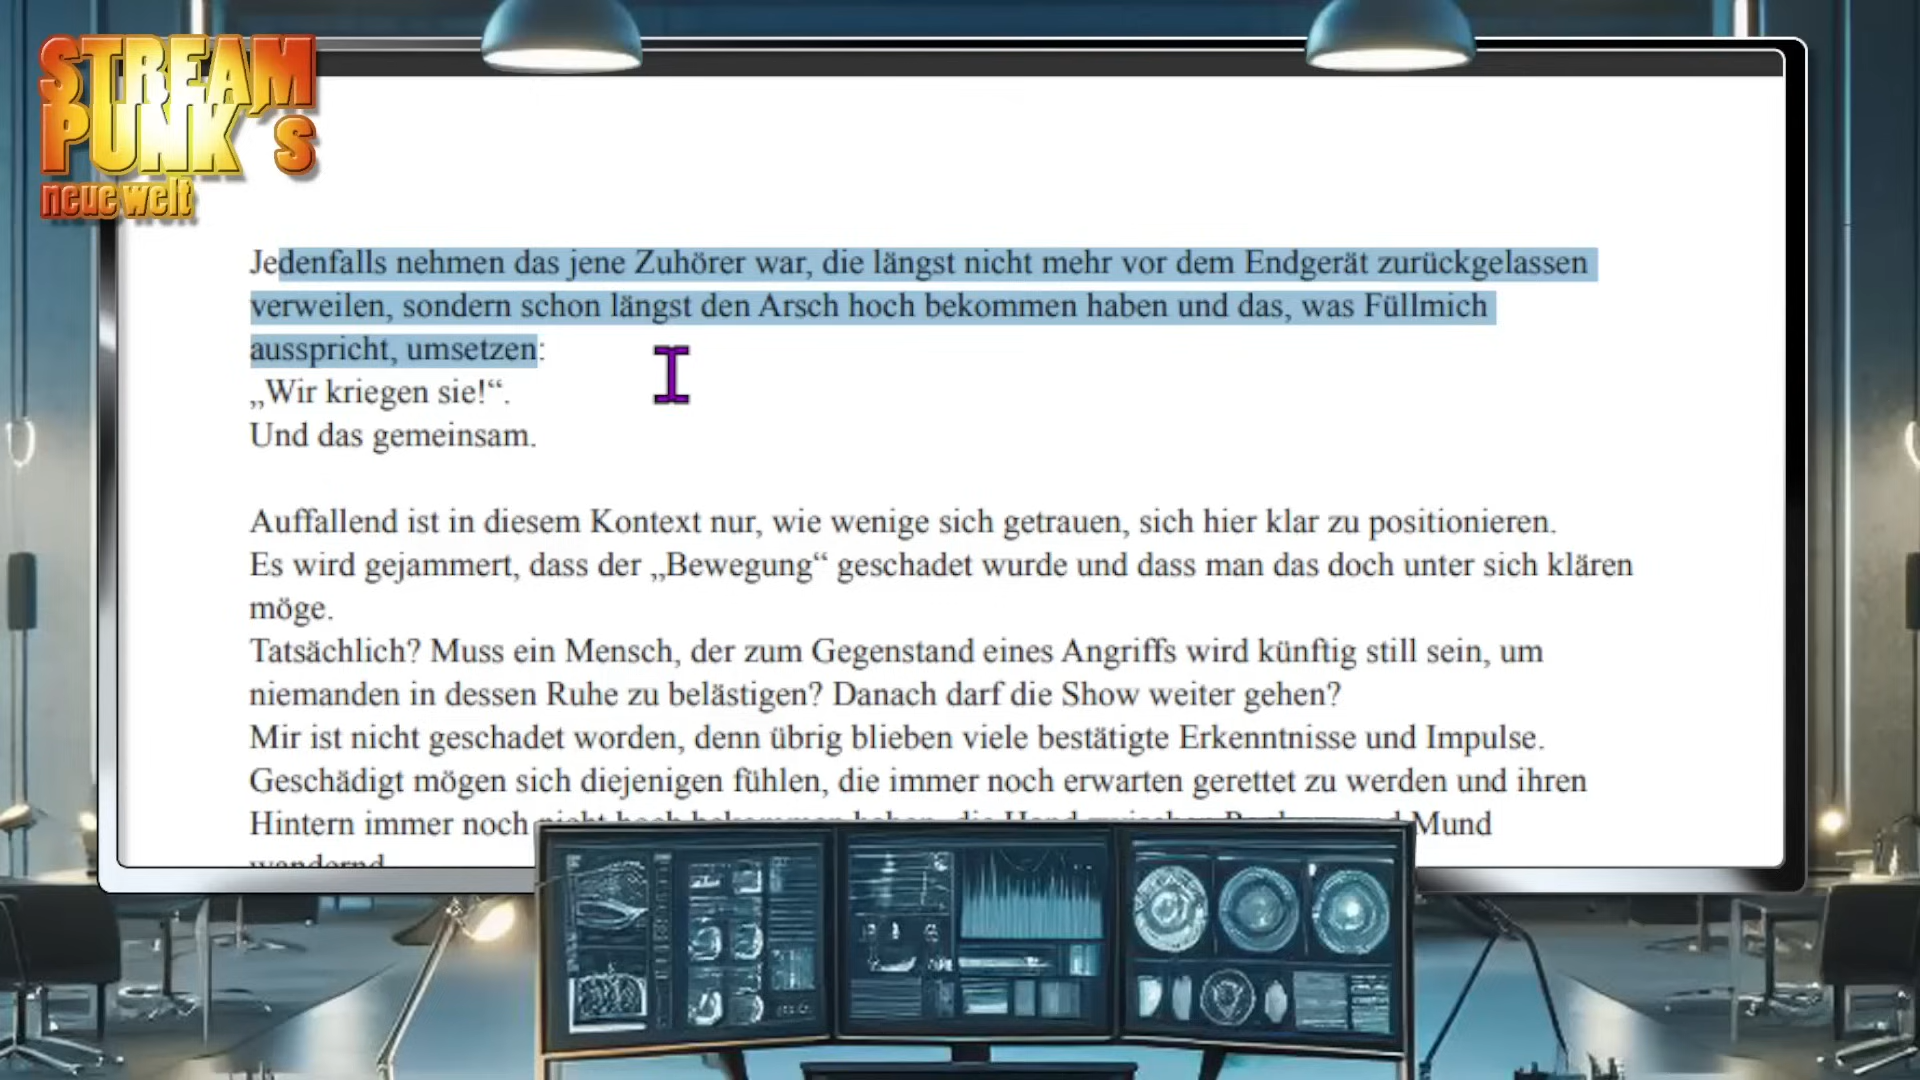 STREAM
PUNK´s
neue welt
Jedenfalls nehmen das jene Zuhörer war, die längst nicht mehr vor dem Endgerät zurückgelassen
verweilen, sondern schon längst den Arsch hoch bekommen haben und das, was Füllmich
ausspricht, umsetzen:
„Wir kriegen sie!“.
Und das gemeinsam.
Auffallend ist in diesem Kontext nur, wie wenige sich getrauen, sich hier klar zu positionieren.
Es wird gejammert, dass der „Bewegung“ geschadet wurde und dass man das doch unter sich klären
möge.
Tatsächlich? Muss ein Mensch, der zum Gegenstand eines Angriffs wird künftig still sein, um
niemanden in dessen Ruhe zu belästigen? Danach darf die Show weiter gehen?
Mir ist nicht geschadet worden, denn übrig blieben viele bestätigte Erkenntnisse und Impulse.
Geschädigt mögen sich diejenigen fühlen, die immer noch erwarten gerettet zu werden und ihren
Hintern immer noch nicht hoch bekommen haben, die Hand Mund